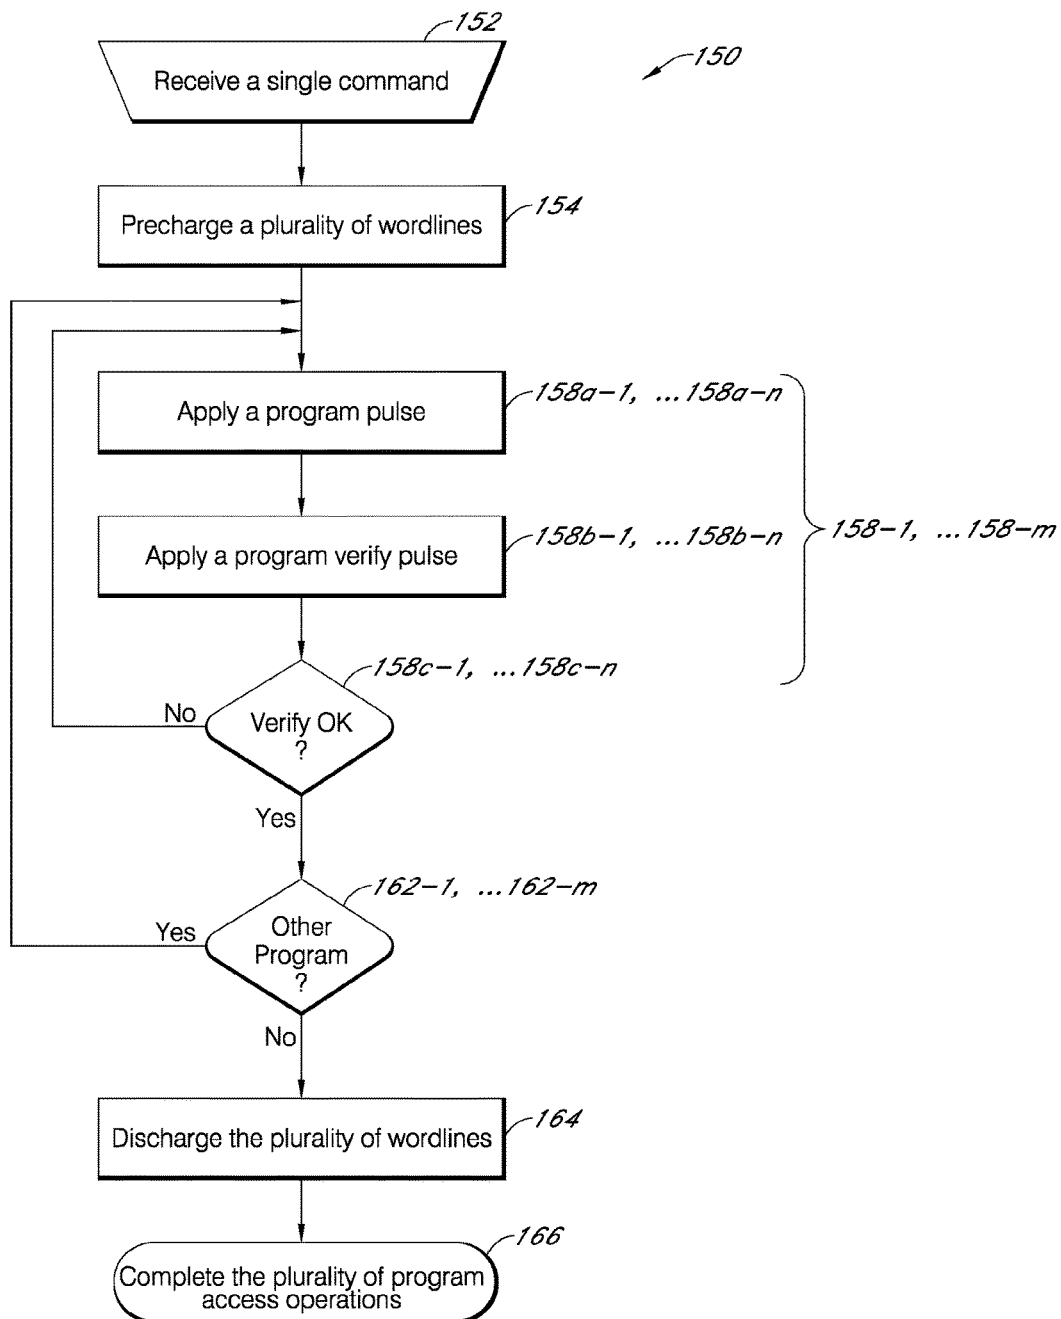 152
150
Receive a single command
154
Precharge a plurality of wordlines
158a-1, ...158a-n
Apply a program pulse
158b-1, ...158b-n
158-1, ...158-m
Apply a program verify pulse
158c-1, ...158c-n
No
Verify OK
?
Yes
162-1, ...162-m
Other
Yes
Program
?
No
164
Discharge the plurality of wordlines
166
Complete the plurality of program
access operations